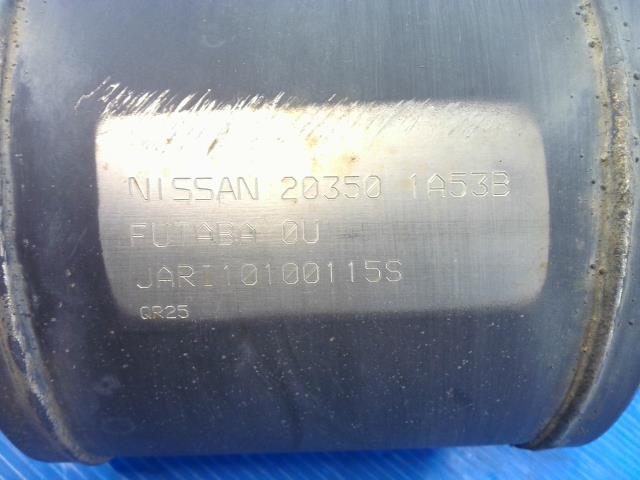 NISSAN 20350 1A53B
FUTABA 0U
JARI10100115S
QR25